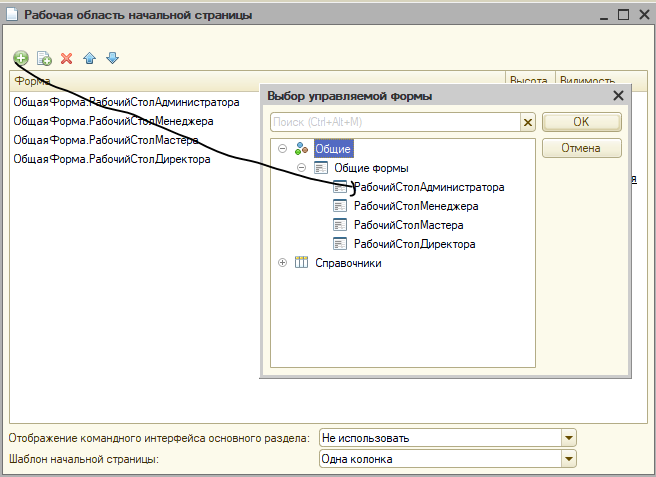 Рабочая область начальной страницы
Форма
Высота
Видимость
ОбщаяФорма.РабочийСтолАдминистратора
ОбщаяФорма.РабочийСтолМенеджера
ОбщаяФорма.РабочийСтолМастера
ОбщаяФорма.РабочийСтолДиректора
Выбор управляемой формы
Поиск (Ctrl+Alt+M)
OK
Отмена
Общие
Общие формы
РабочийСтолАдминистратора
РабочийСтолМенеджера
РабочийСтолМастера
РабочийСтолДиректора
Справочники
я
Отображение командного интерфейса основного раздела: Не использовать
Шаблон начальной страницы: Одна колонка